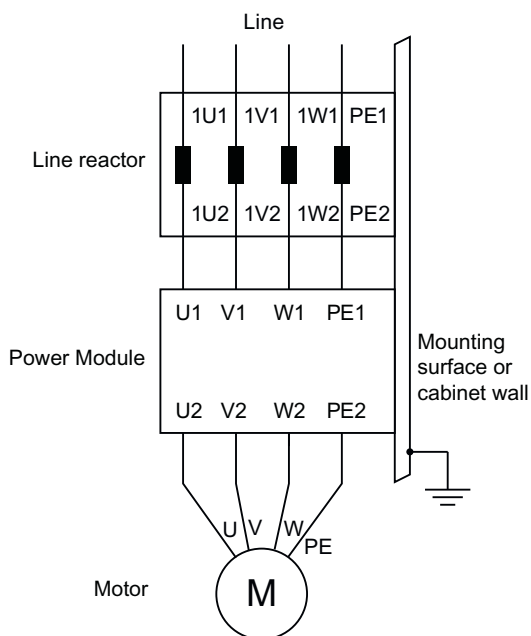 Line
1U1 1V1 1W1 PE1
Line reactor
1U2 1V2 1W2 PE2
U1 V1 W1 PE1
Power Module
Mounting
surface or
cabinet wall
U2 V2 W2 PE2
U V W
PE
Motor
M